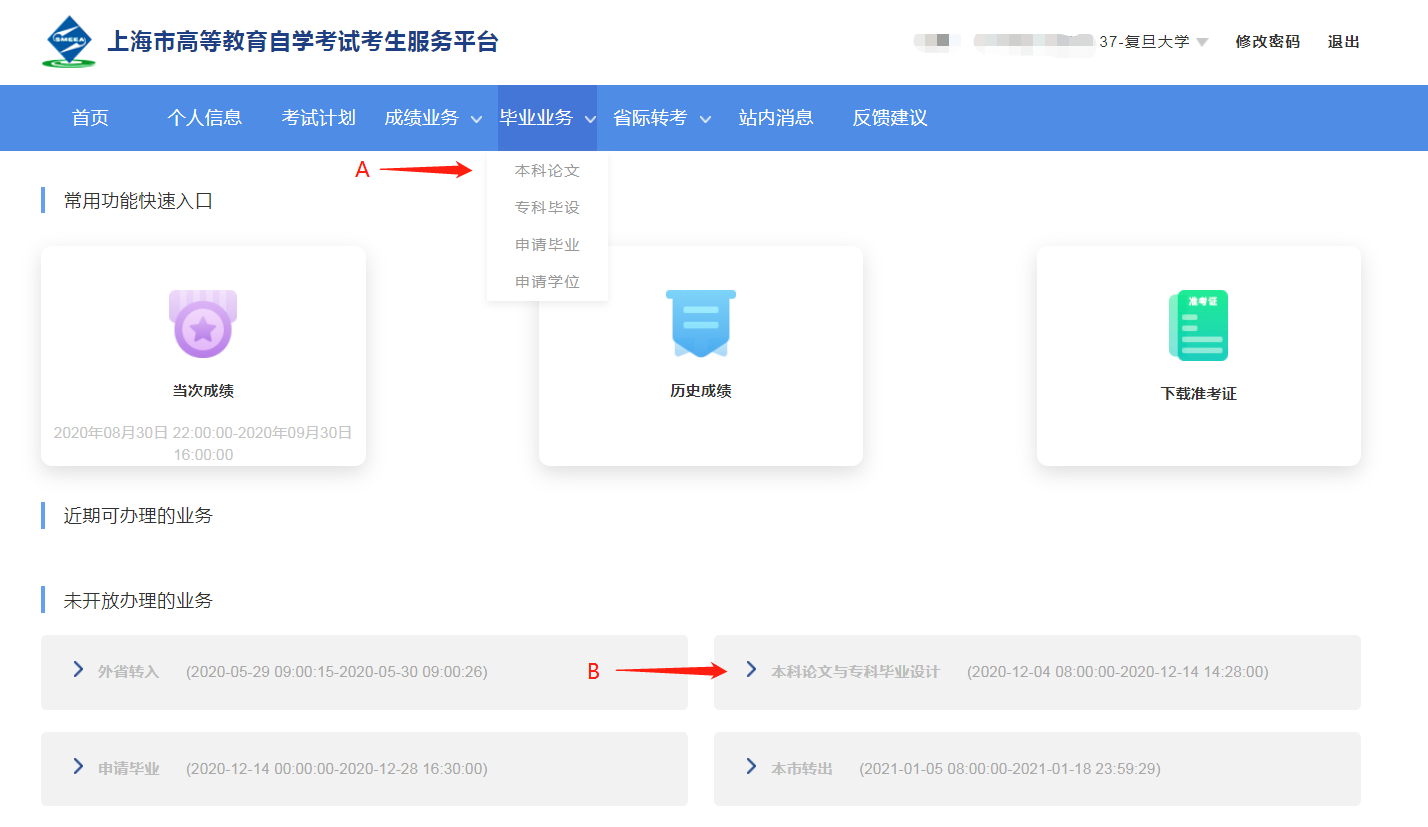 SMEEA
上海市高等教育自学考试考生服务平台
37-复旦大学 修改密码 退出
首页 个人信息 考试计划 成绩业务 毕业业务 省际转考 站内消息 反馈建议
A
本科论文
专科毕设
申请毕业
申请学位
常用功能快速入口
准考证
当次成绩
历史成绩
下载准考证
2020年08月30日 22:00:00-2020年09月30日
16:00:00
近期可办理的业务
未开放办理的业务
外省转入 (2020-05-29 09:00:15-2020-05-30 09:00:26)
B
本科论文与专科毕业设计 (2020-12-04 08:00:00-2020-12-14 14:28:00)
申请毕业 (2020-12-14 00:00:00-2020-12-28 16:30:00)
本市转出 (2021-01-05 08:00:00-2021-01-18 23:59:29)